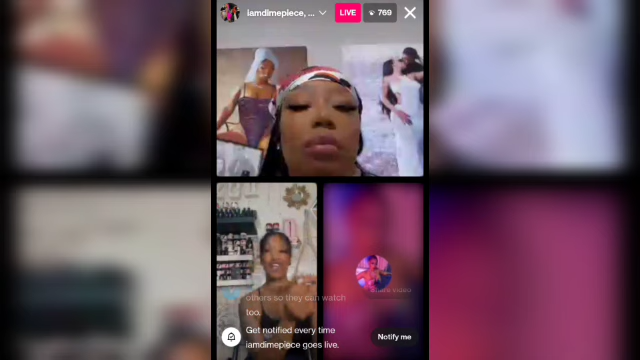 iamdimepiece, ...
LIVE
769
others so they can watch
too.
Get notified every time
iamdimepiece goes live.
Notify me